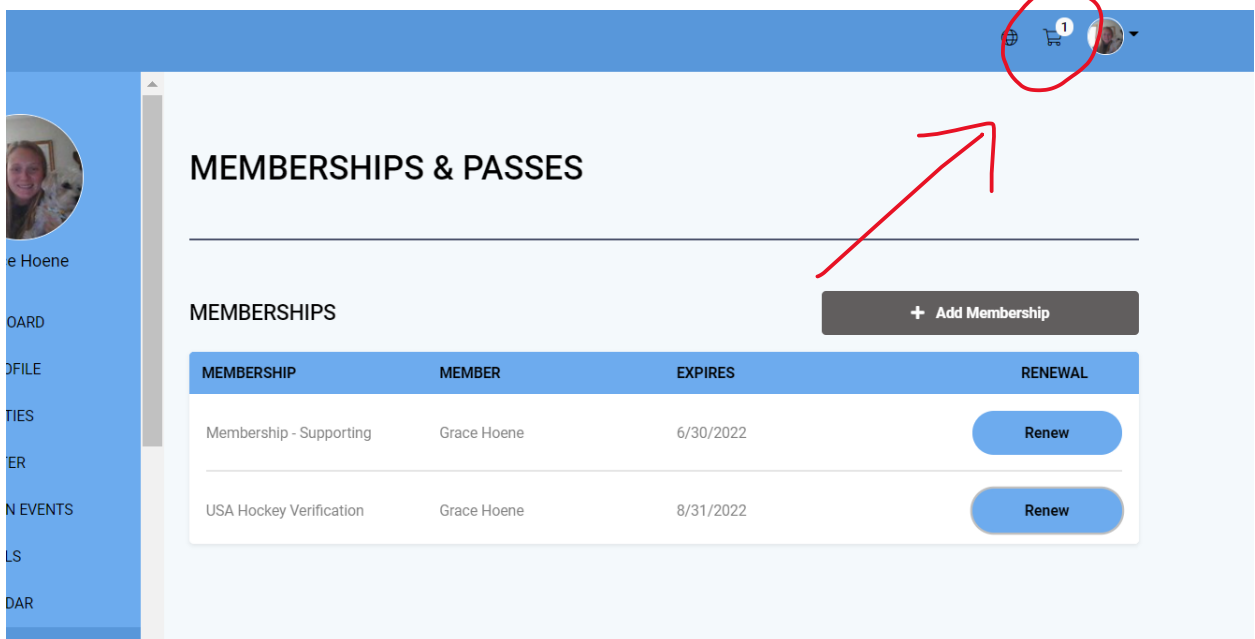 1
MEMBERSHIPS & PASSES
e Hoene
MEMBERSHIPS
+ Add Membership
OARD
OFILE
TIES
TER
N EVENTS
LS
DAR
MEMBERSHIP MEMBER EXPIRES RENEWAL
Membership - Supporting Grace Hoene 6/30/2022 Renew
USA Hockey Verification Grace Hoene 8/31/2022 Renew